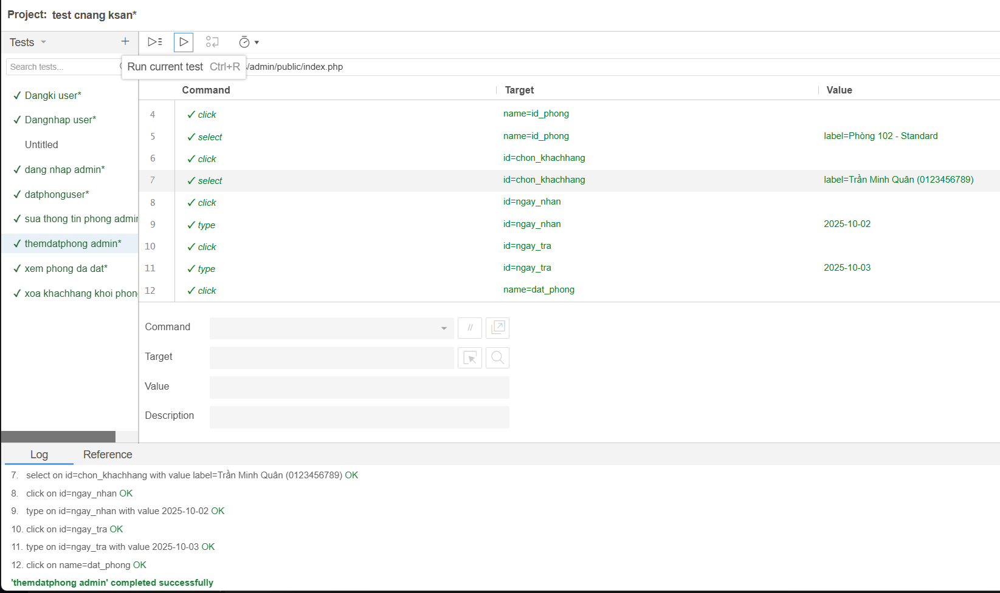 Project: test cnang ksan*
Tests
Search tests...
Run current test Ctrl+R
/admin/public/index.php
Command Target Value
✓ Dangki user*
✓ Dangnhap user*
Untitled
✓ dang nhap admin*
✓ datphonguser*
✓ sua thong tin phong admin
✓ themdatphong admin*
✓ xem phong da dat*
✓ xoa khachhang khoi phong
4 ✓ click name=id_phong
5 ✓ select name=id_phong label=Phòng 102 - Standard
6 ✓ click id=chon_khachhang
7 ✓ select id=chon_khachhang label=Trần Minh Quân (0123456789)
8 ✓ click id=ngay_nhan
9 ✓ type id=ngay_nhan 2025-10-02
10 ✓ click id=ngay_tra
11 ✓ type id=ngay_tra 2025-10-03
12 ✓ click name=dat_phong
Command //
Target
Value
Description
Log Reference
7. select on id=chon_khachhang with value label=Trần Minh Quân (0123456789) OK
8. click on id=ngay_nhan OK
9. type on id=ngay_nhan with value 2025-10-02 OK
10. click on id=ngay_tra OK
11. type on id=ngay_tra with value 2025-10-03 OK
12. click on name=dat_phong OK
'themdatphong admin' completed successfully